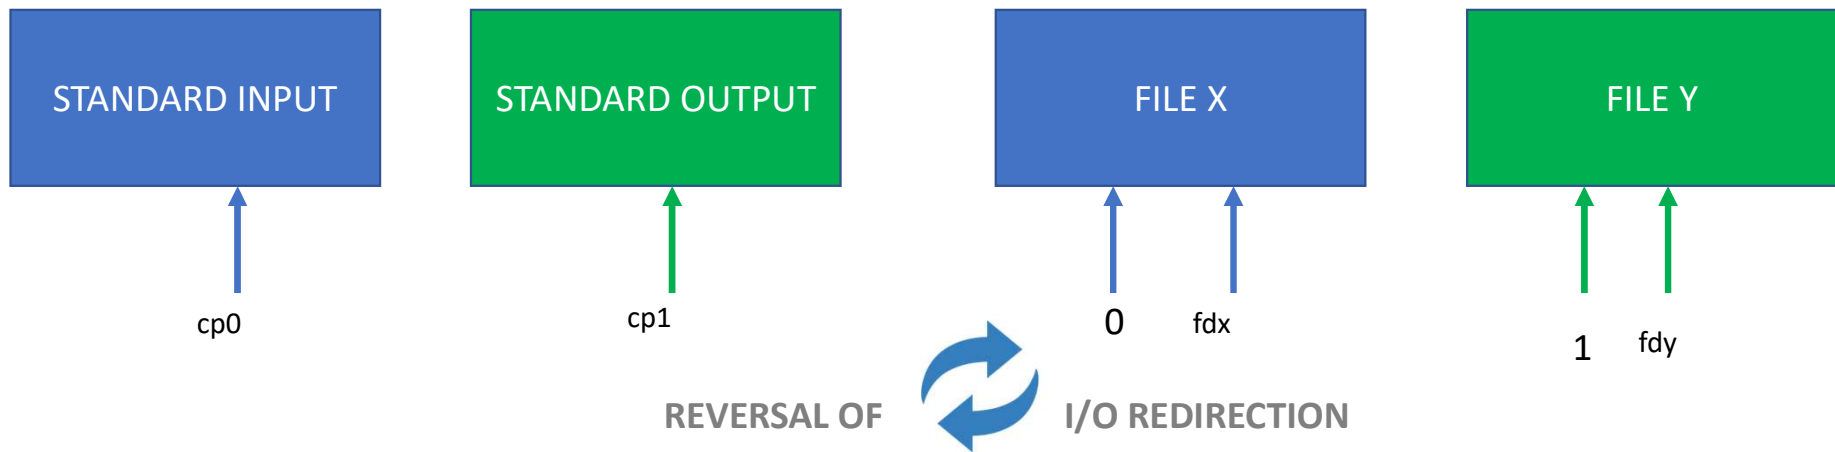 STANDARD INPUT
STANDARD OUTPUT
FILE X
FILE Y
cp0
cp1
0
fdx
1
fdy
REVERSAL OF
I/O REDIRECTION